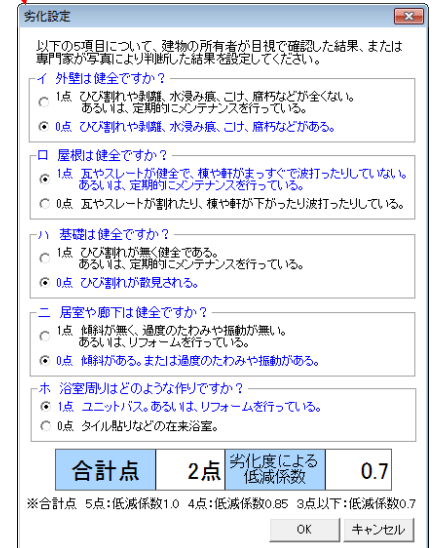 劣化設定
以下の5項目について、建物の所有者が目視で確認した結果、または
専門家が写真により判断した結果を設定してください。
イ 外壁は健全ですか？
1点 ひび割れや剥離、水浸み痕、こけ、腐朽などが全くない。
あるいは、定期的にメンテナンスを行っている。
0点 ひび割れや剥離、水浸み痕、こけ、腐朽などがある。
ロ 屋根は健全ですか？
1点 瓦やスレートが健全で、棟や軒がまっすぐで波打ったりしていない。
あるいは、定期的にメンテナンスを行っている。
0点 瓦やスレートが割れたり、棟や軒が下がったり波打ったりしている。
ハ 基礎は健全ですか？
1点 ひび割れが無く健全である。
あるいは、定期的にメンテナンスを行っている。
0点 ひび割れが散見される。
ニ 居室や廊下は健全ですか？
1点 傾斜が無く、過度のたわみや振動が無い。
あるいは、リフォームを行っている。
0点 傾斜がある。または過度のたわみや振動がある。
ホ 浴室周りはどのような作りですか？
1点 ユニットバス。あるいは、リフォームを行っている。
0点 タイル貼りなどの在来浴室。
合計点 2点 劣化度による
低減係数 0.7
※合計点 5点:低減係数1.0 4点:低減係数0.85 3点以下:低減係数0.7
OK キャンセル